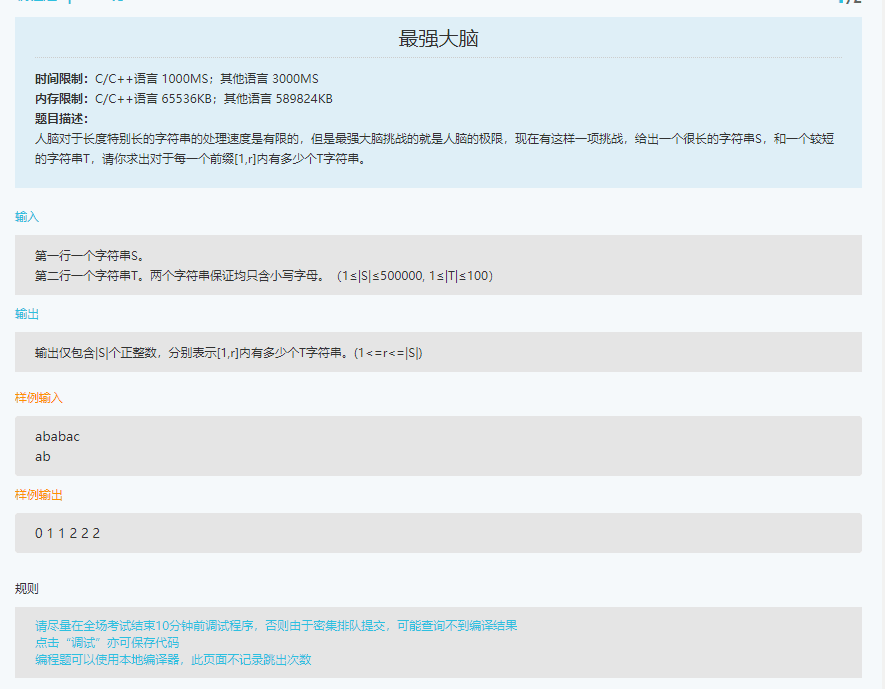 最强大脑
时间限制：C/C++语言 1000MS；其他语言 3000MS
内存限制：C/C++语言 65536KB；其他语言 589824KB
题目描述：
人脑对于长度特别长的字符串的处理速度是有限的，但是最强大脑挑战的就是人脑的极限，现在有这样一项挑战，给出一个很长的字符串S，和一个较短
的字符串T，请你求出对于每一个前缀[1,r]内有多少个T字符串。
输入
第一行一个字符串S。
第二行一个字符串T。两个字符串保证均只含小写字母。（1≤|S|≤500000, 1≤|T|≤100）
输出
输出仅包含|S|个正整数，分别表示[1,r]内有多少个T字符串。(1<=r<=|S|)
样例输入
ababac
ab
样例输出
0 1 1 2 2 2
规则
请尽量在全场考试结束10分钟前调试程序，否则由于密集排队提交，可能查询不到编译结果
点击“调试”亦可保存代码
编程题可以使用本地编译器，此页面不记录跳出次数